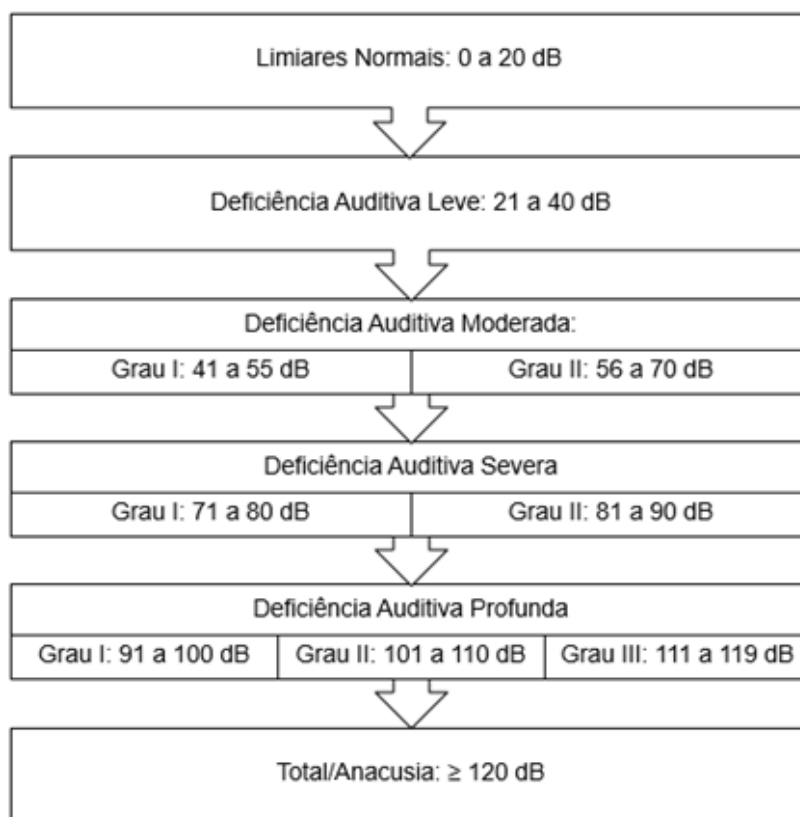 Limiares Normais: 0 a 20 dB
Deficiência Auditiva Leve: 21 a 40 dB
Deficiência Auditiva Moderada:
Grau I: 41 a 55 dB
Grau II: 56 a 70 dB
Deficiência Auditiva Severa
Grau I: 71 a 80 dB
Grau II: 81 a 90 dB
Deficiência Auditiva Profunda
Grau I: 91 a 100 dB
Grau II: 101 a 110 dB
Grau III: 111 a 119 dB
Total/Anacusia: ≥ 120 dB